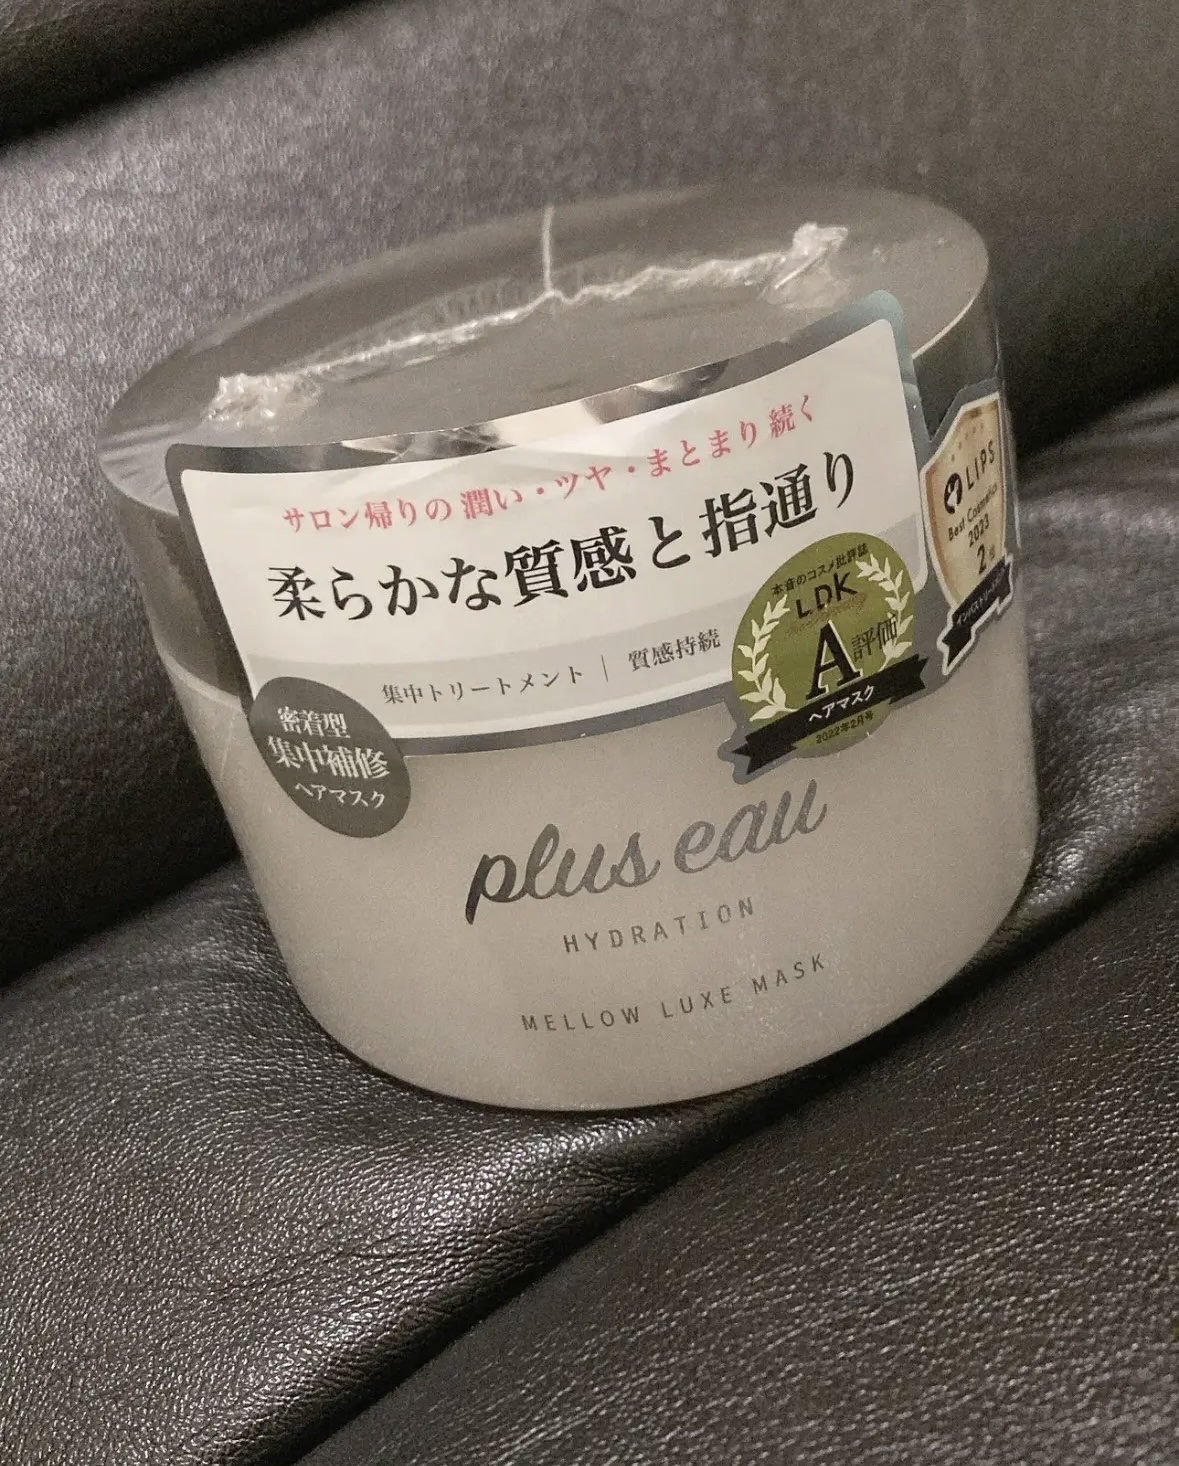 サロン帰りの潤い・ツヤ・まとまり続く
柔らかな質感と指通り
集中トリートメント | 質感持続
密着型
集中補修
ヘアマスク
本音のコスメ批評誌
LDK
A評価
ヘアマスク
2022年2月号
LIPS
Best Cosmetics
2023
2位
plus eau
HYDRATION
MELLOW LUXE MASK